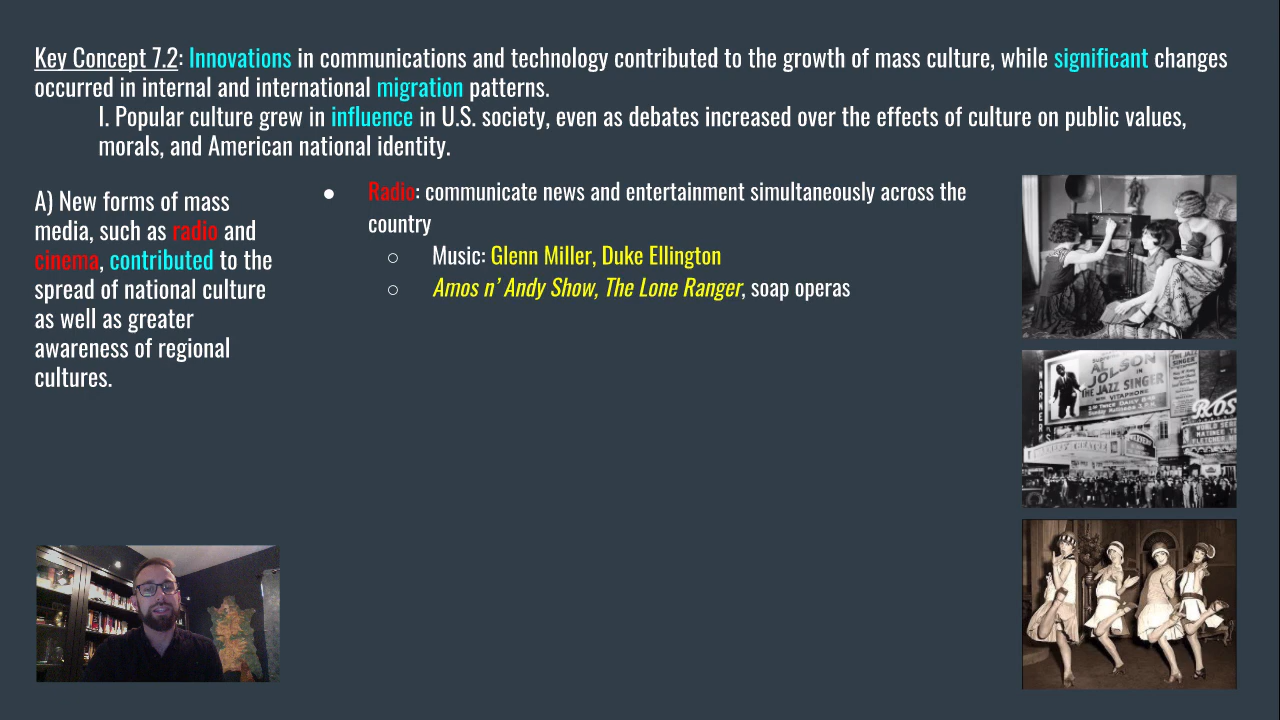 Key Concept 7.2: Innovations in communications and technology contributed to the growth of mass culture, while significant changes
occurred in internal and international migration patterns.
I. Popular culture grew in influence in U.S. society, even as debates increased over the effects of culture on public values,
morals, and American national identity.
A) New forms of mass
media, such as radio and
cinema, contributed to the
spread of national culture
as well as greater
awareness of regional
cultures.
● Radio: communicate news and entertainment simultaneously across the
country
○ Music: Glenn Miller, Duke Ellington
○ Amos n’ Andy Show, The Lone Ranger, soap operas
AL
JOLSON
IN
THE JAZZ SINGER
VITAPHONE